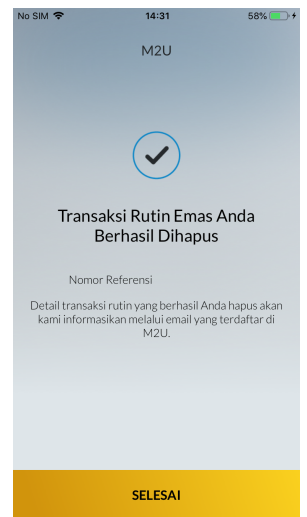 No SIM 14:31 58%
M2U
Transaksi Rutin Emas Anda
Berhasil Dihapus
Nomor Referensi
Detail transaksi rutin yang berhasil Anda hapus akan
kami informasikan melalui email yang terdaftar di
M2U.
SELESAI